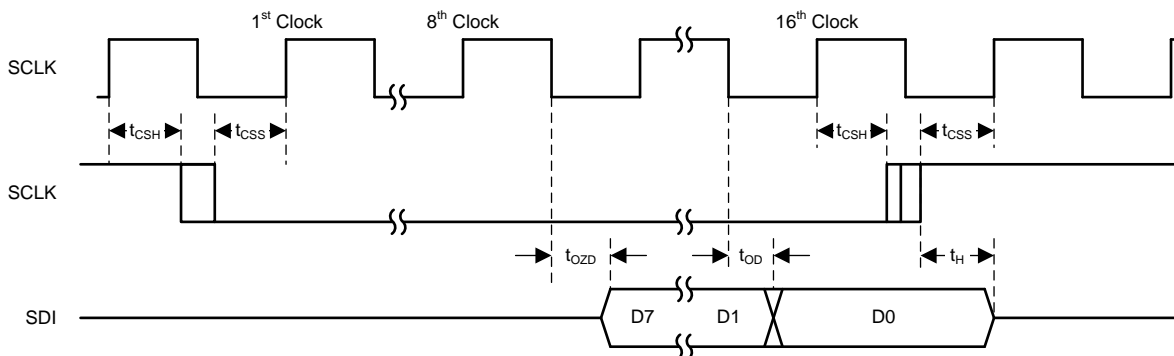 1st Clock 8th Clock 16th Clock
SCLK
tCSH tCSS tCSH tCSS
SCLK
tOZD tOD tH
SDI D7 D1 D0